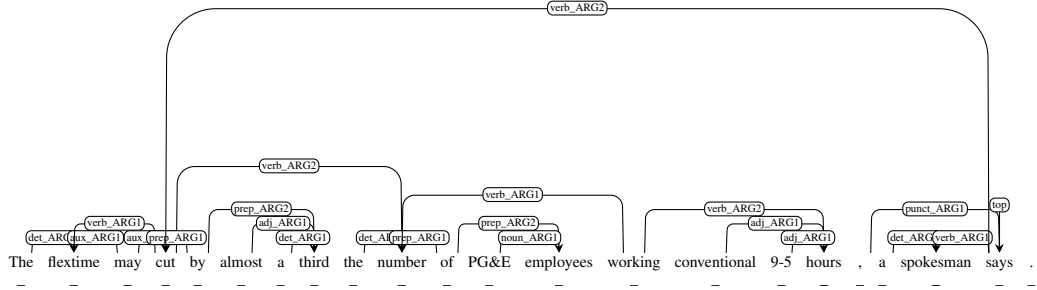 verb_ARG2
verb_ARG2
verb_ARG1
top
prep_ARG2 verb_ARG2 punct_ARG1
verb_ARG1 adj_ARG1 prep_ARG2 adj_ARG1
aux_ARG1 prep_ARG1 det_ARG1 prep_ARG1 noun_ARG1 adj_ARG1 verb_ARG1
The flextime may cut by almost a third the number of PG&E employees working conventional 9-5 hours , a spokesman says .
_ _ _ _ _ _ _ _ _ _ _ _ _ _ _ _ _ _ _ _ _ _